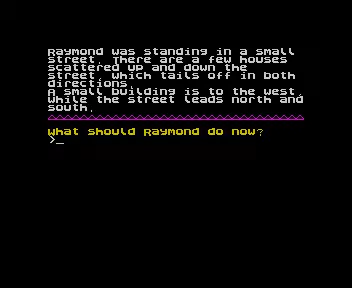 Raymond was standing in a small
street. There are a few houses
scattered up and down the
street, which tails off in both
directions.
A small building is to the west,
while the street leads north and
south.
What should Raymond do now?
>_